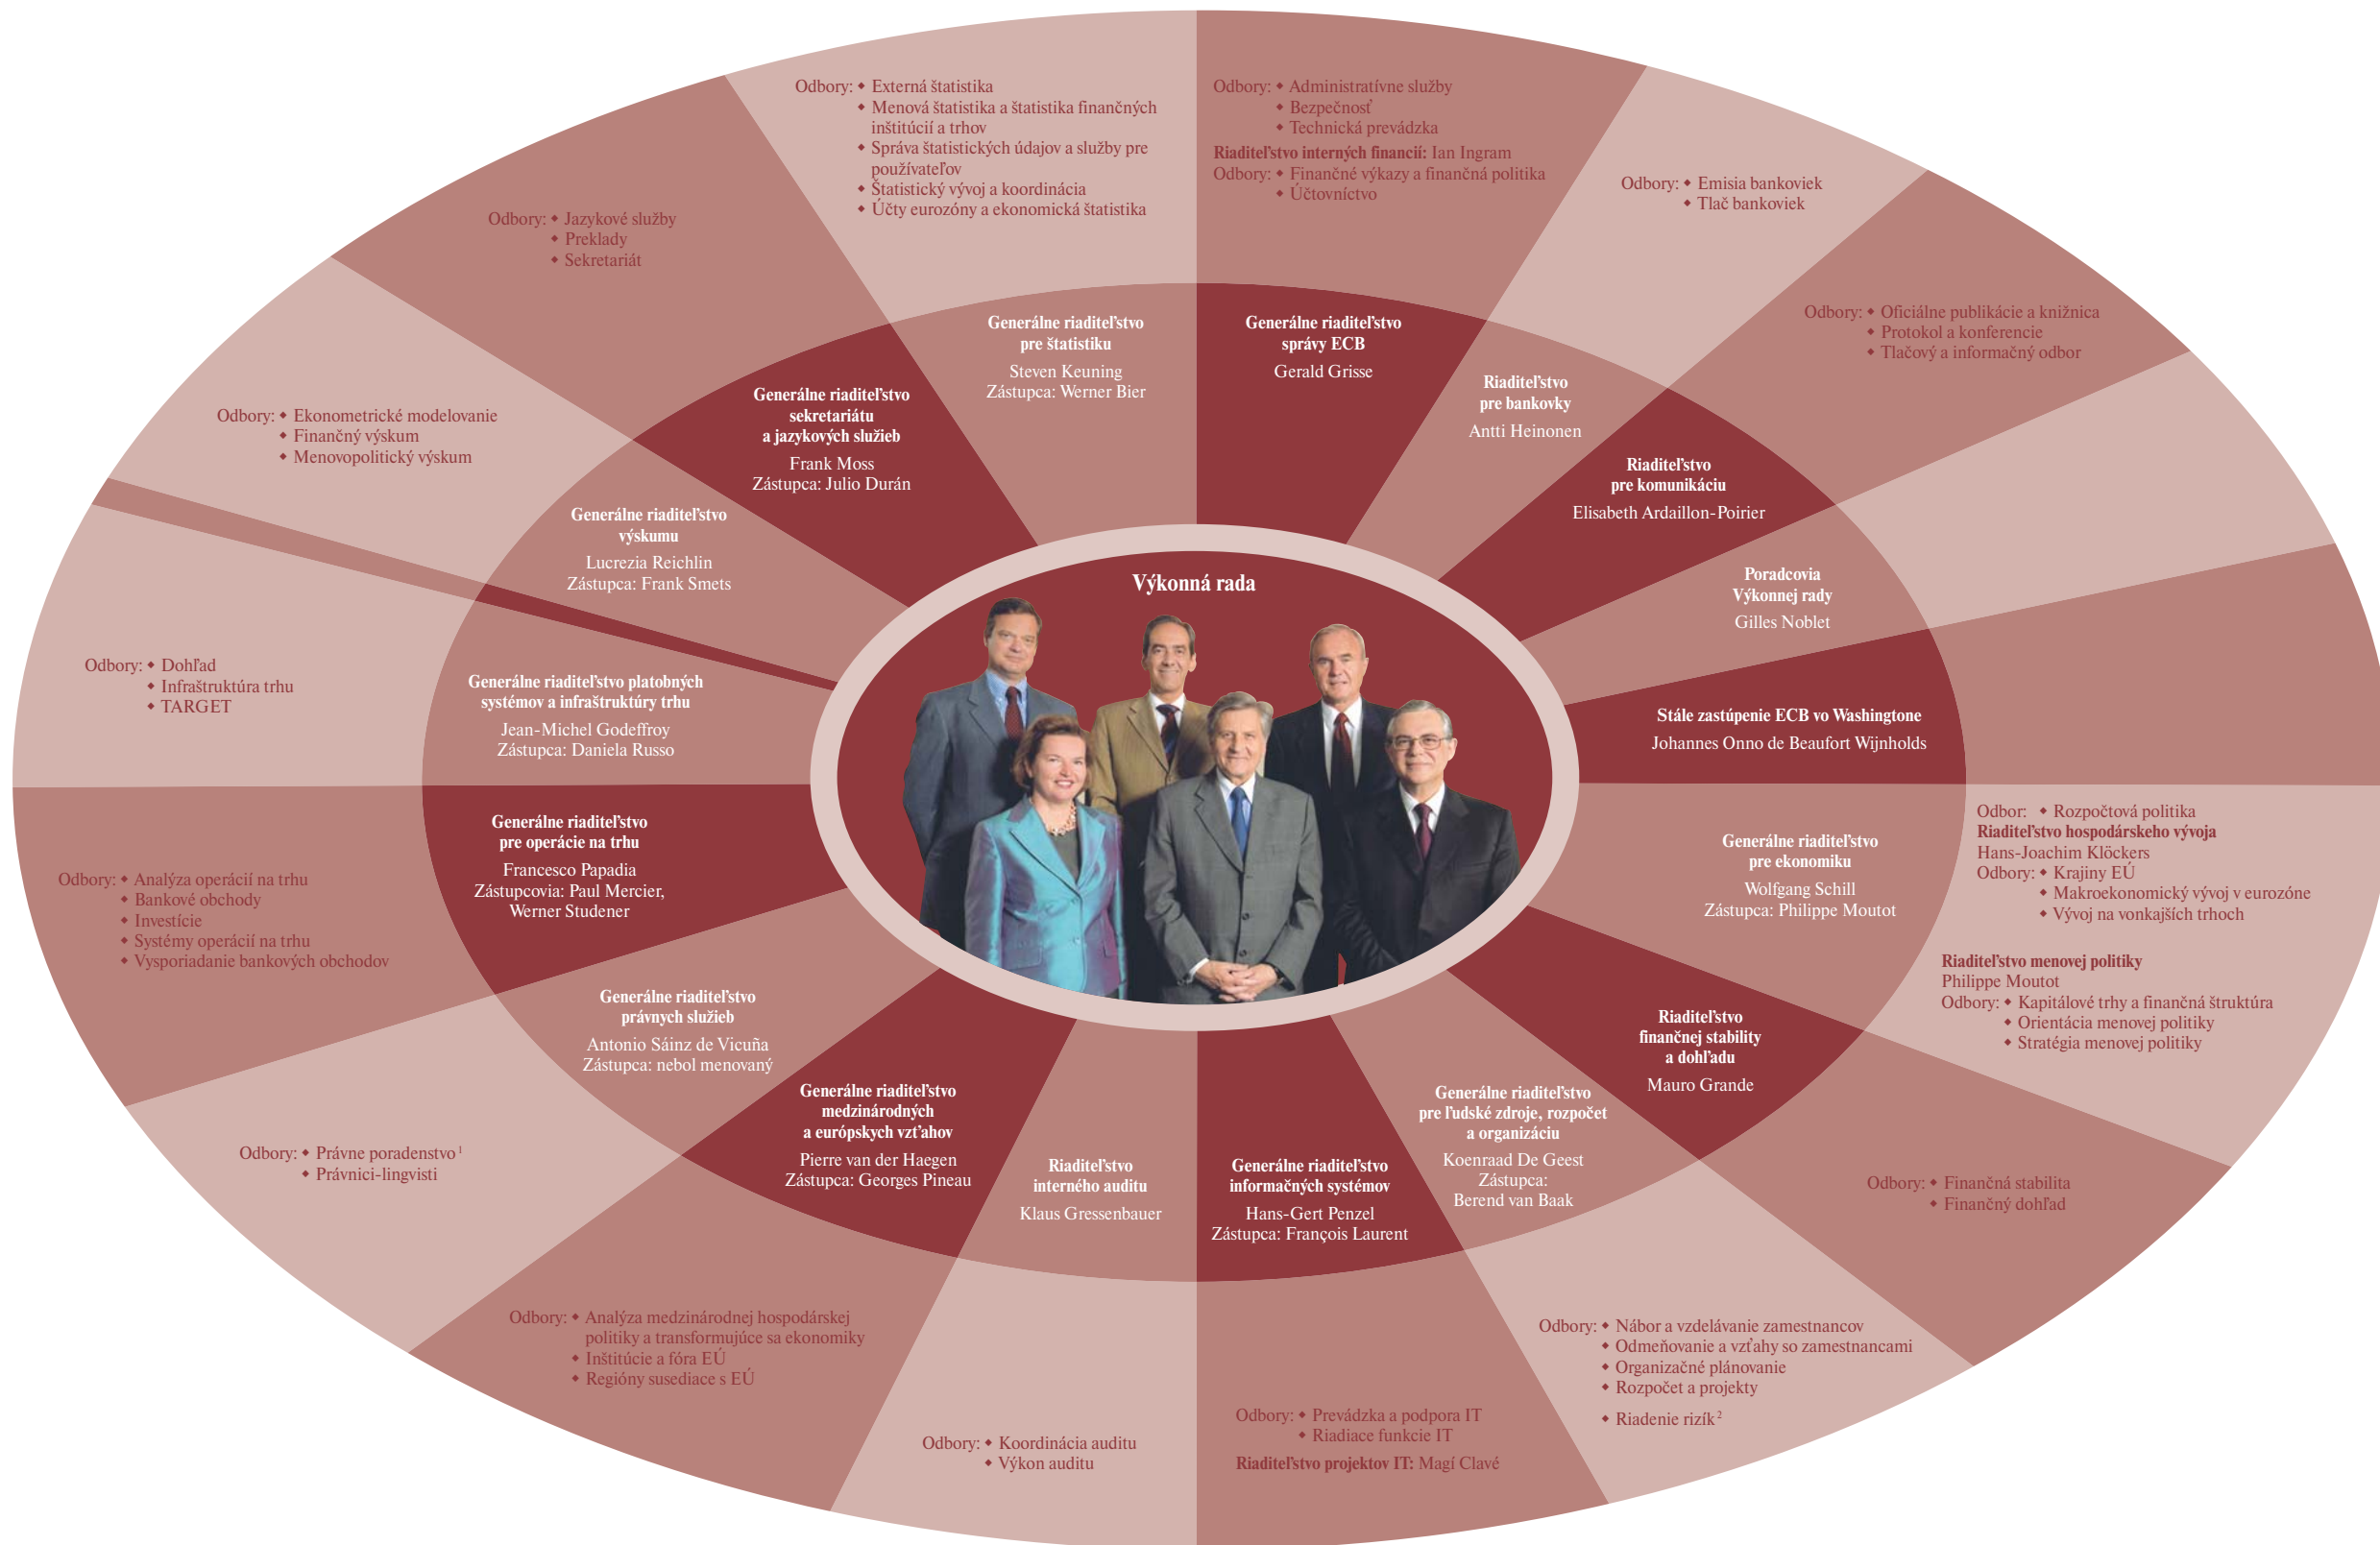 Výkonná rada
Odbory: ◆ Administratívne služby
◆ Bezpečnosť
◆ Technická prevádzka
Riaditeľstvo interných financií: Ian Ingram
Odbory: ◆ Finančné výkazy a finančná politika
◆ Účtovníctvo
Generálne riaditeľstvo
správy ECB
Gerald Grisse
Odbory: ◆ Emisia bankoviek
◆ Tlač bankoviek
Riaditeľstvo
pre bankovky
Antti Heinonen
Odbory: ◆ Oficiálne publikácie a knižnica
◆ Protokol a konferencie
◆ Tlačový a informačný odbor
Riaditeľstvo
pre komunikáciu
Elisabeth Ardaillon-Poirier
Poradcovia
Výkonnej rady
Gilles Noblet
Stále zastúpenie ECB vo Washingtone
Johannes Onno de Beaufort Wijnholds
Generálne riaditeľstvo
pre ekonomiku
Wolfgang Schill
Zástupca: Philippe Moutot
Odbor: ◆ Rozpočtová politika
Riaditeľstvo hospodárskeho vývoja
Hans-Joachim Klöckers
Odbory: ◆ Krajiny EÚ
◆ Makroekonomický vývoj v eurozóne
◆ Vývoj na vonkajších trhoch
Riaditeľstvo menovej politiky
Philippe Moutot
Odbory: ◆ Kapitálové trhy a finančná štruktúra
◆ Orientácia menovej politiky
◆ Stratégia menovej politiky
Riaditeľstvo
finančnej stability
a dohľadu
Mauro Grande
Odbory: ◆ Finančná stabilita
◆ Finančný dohľad
Generálne riaditeľstvo
pre ľudské zdroje, rozpočet
a organizáciu
Koenraad De Geest
Zástupca:
Berend van Baak
Odbory: ◆ Nábor a vzdelávanie zamestnancov
◆ Odmeňovanie a vzťahy so zamestnancami
◆ Organizačné plánovanie
◆ Rozpočet a projekty
◆ Riadenie rizík²
Generálne riaditeľstvo
informačných systémov
Hans-Gert Penzel
Zástupca: François Laurent
Odbory: ◆ Prevádzka a podpora IT
◆ Riadiace funkcie IT
Riaditeľstvo projektov IT: Magí Clavé
Riaditeľstvo
interného auditu
Klaus Gressenbauer
Odbory: ◆ Koordinácia auditu
◆ Výkon auditu
Generálne riaditeľstvo
medzinárodných
a európskych vzťahov
Pierre van der Haegen
Zástupca: Georges Pineau
Odbory: ◆ Analýza medzinárodnej hospodárskej
politiky a transformujúce sa ekonomiky
◆ Inštitúcie a fóra EÚ
◆ Regióny susediace s EÚ
Generálne riaditeľstvo
právnych služieb
Antonio Sáinz de Vicuña
Zástupca: nebol menovaný
Odbory: ◆ Právne poradenstvo¹
◆ Právnici-lingvisti
Generálne riaditeľstvo
pre operácie na trhu
Francesco Papadia
Zástupcovia: Paul Mercier,
Werner Studener
Odbory: ◆ Analýza operácií na trhu
◆ Bankové obchody
◆ Investície
◆ Systémy operácií na trhu
◆ Vysporiadanie bankových obchodov
Generálne riaditeľstvo platobných
systémov a infraštruktúry trhu
Jean-Michel Godeffroy
Zástupca: Daniela Russo
Odbory: ◆ Dohľad
◆ Infraštruktúra trhu
◆ TARGET
Generálne riaditeľstvo
výskumu
Lucrezia Reichlin
Zástupca: Frank Smets
Odbory: ◆ Ekonometrické modelovanie
◆ Finančný výskum
◆ Menovopolitický výskum
Generálne riaditeľstvo
sekretariátu
a jazykových služieb
Frank Moss
Zástupca: Julio Durán
Odbory: ◆ Jazykové služby
◆ Preklady
◆ Sekretariát
Generálne riaditeľstvo
pre štatistiku
Steven Keuning
Zástupca: Werner Bier
Odbory: ◆ Externá štatistika
◆ Menová štatistika a štatistika finančných
inštitúcií a trhov
◆ Správa štatistických údajov a služby pre
používateľov
◆ Štatistický vývoj a koordinácia
◆ Účty eurozóny a ekonomická štatistika